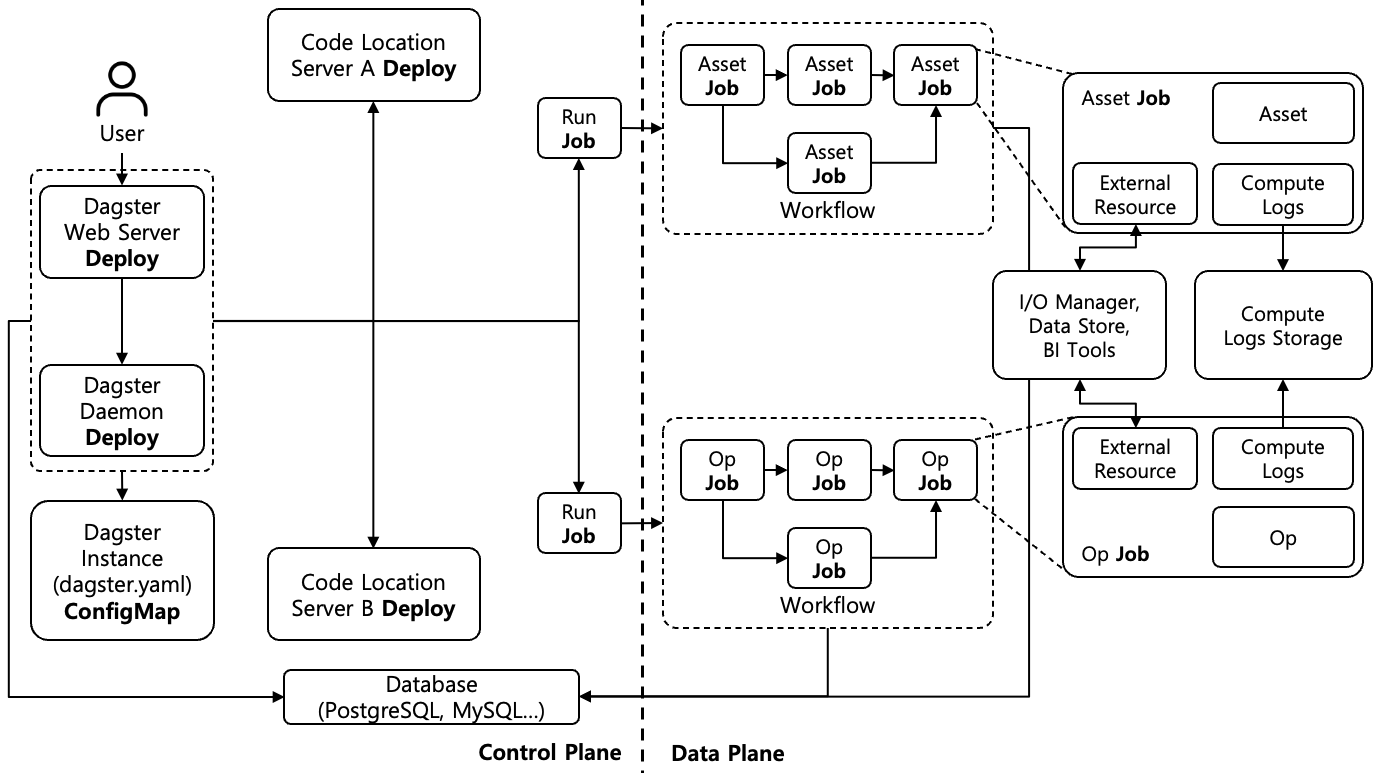 User
Dagster
Web Server
Deploy
Dagster
Daemon
Deploy
Dagster
Instance
(dagster.yaml)
ConfigMap
Code Location
Server A Deploy
Code Location
Server B Deploy
Database
(PostgreSQL, MySQL...)
Run
Job
Run
Job
Control Plane
Data Plane
Asset
Job
Asset
Job
Asset
Job
Asset
Job
Workflow
Op
Job
Op
Job
Op
Job
Op
Job
Workflow
Asset Job
Asset
External
Resource
Compute
Logs
I/O Manager,
Data Store,
BI Tools
Compute
Logs Storage
External
Resource
Compute
Logs
Op Job
Op